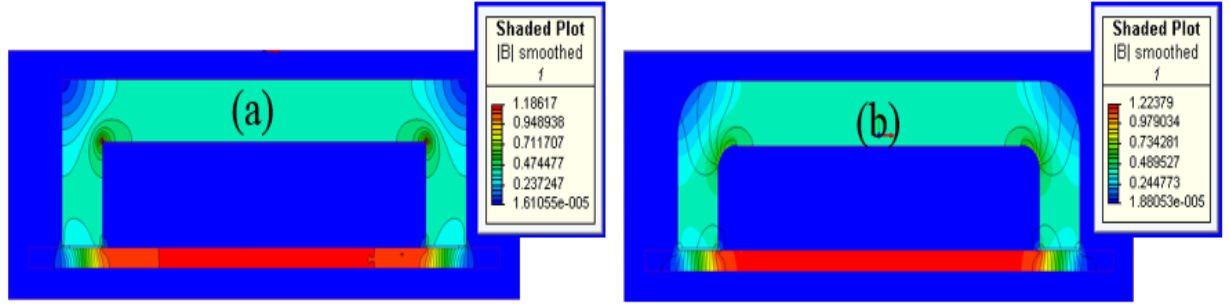 Shaded Plot
|B| smoothed
1
1.18617
0.948938
0.711707
0.474477
0.237247
1.61055e-005
(a)
Shaded Plot
|B| smoothed
1
1.22379
0.979034
0.734281
0.489527
0.244773
1.88053e-005
(b)